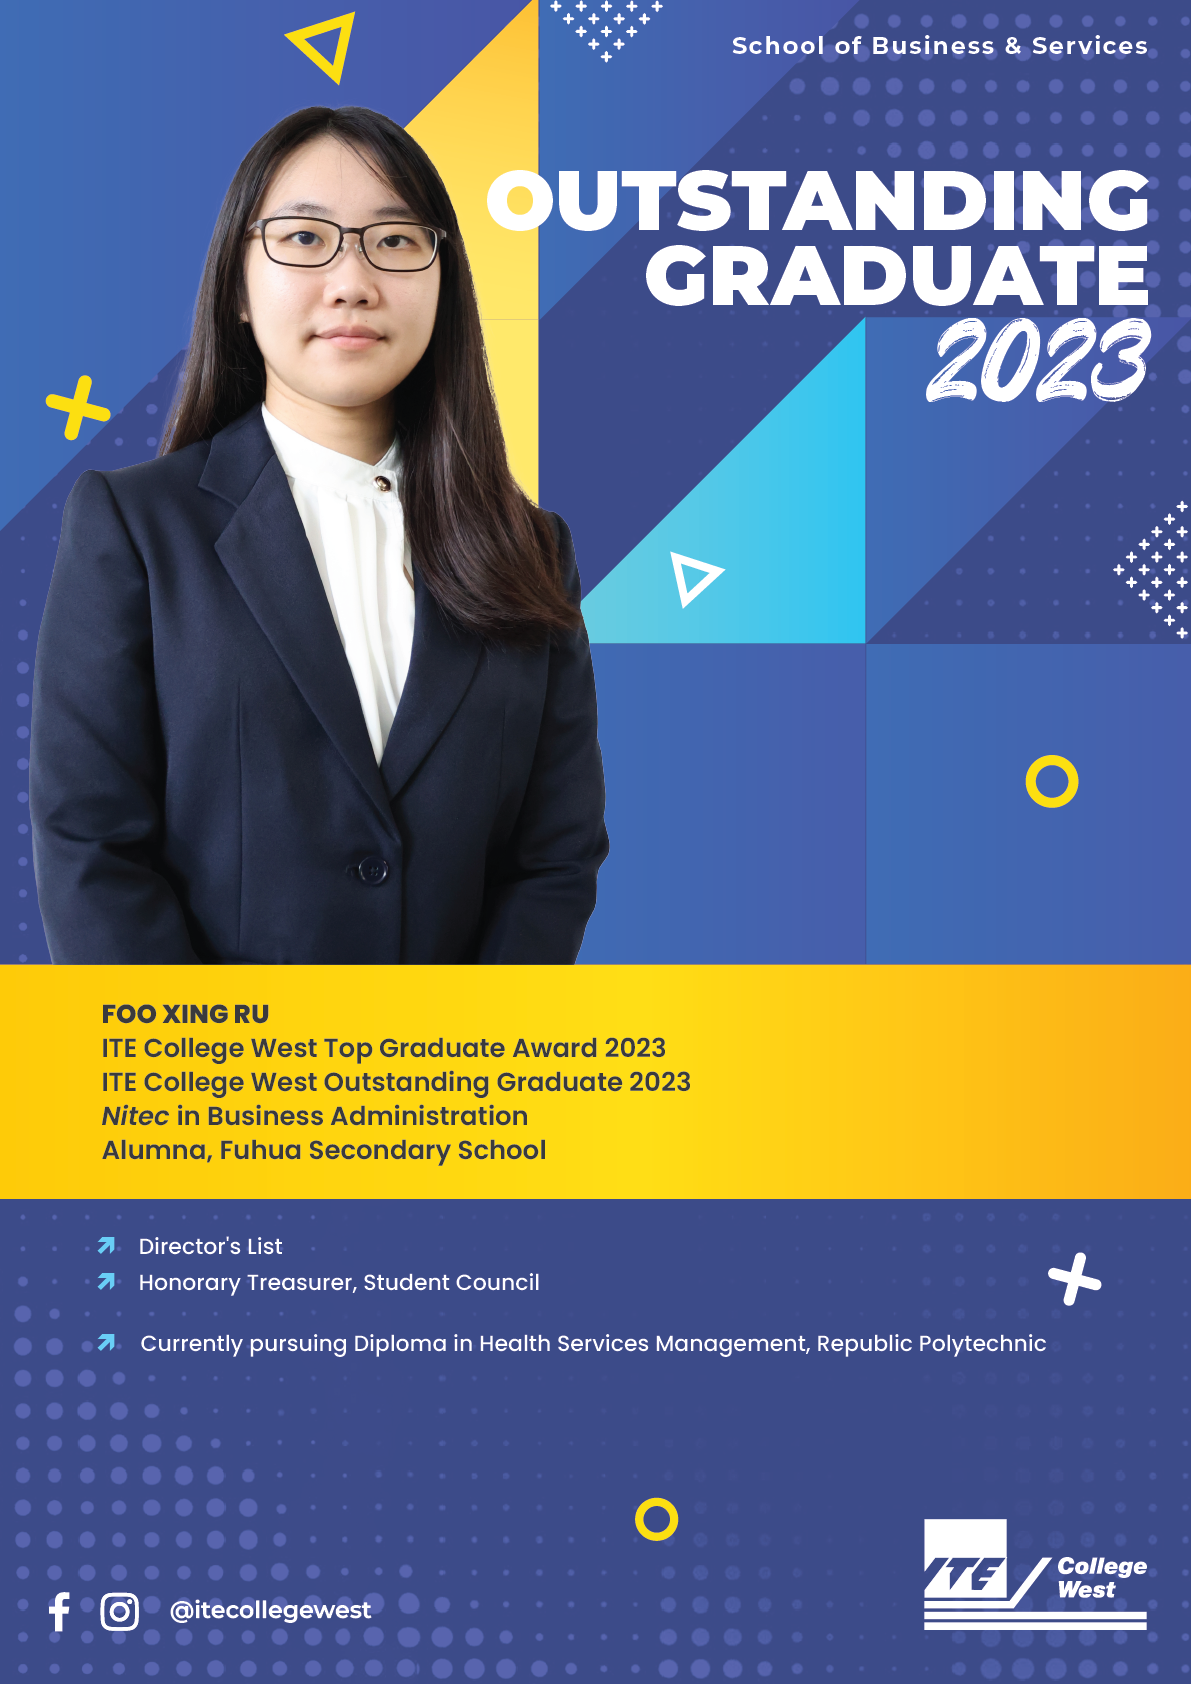 School of Business & Services
OUTSTANDING
GRADUATE
2023
FOO XING RU
ITE College West Top Graduate Award 2023
ITE College West Outstanding Graduate 2023
Nitec in Business Administration
Alumna, Fuhua Secondary School
Director's List
Honorary Treasurer, Student Council
Currently pursuing Diploma in Health Services Management, Republic Polytechnic
@itecollegewest
ITE College
West